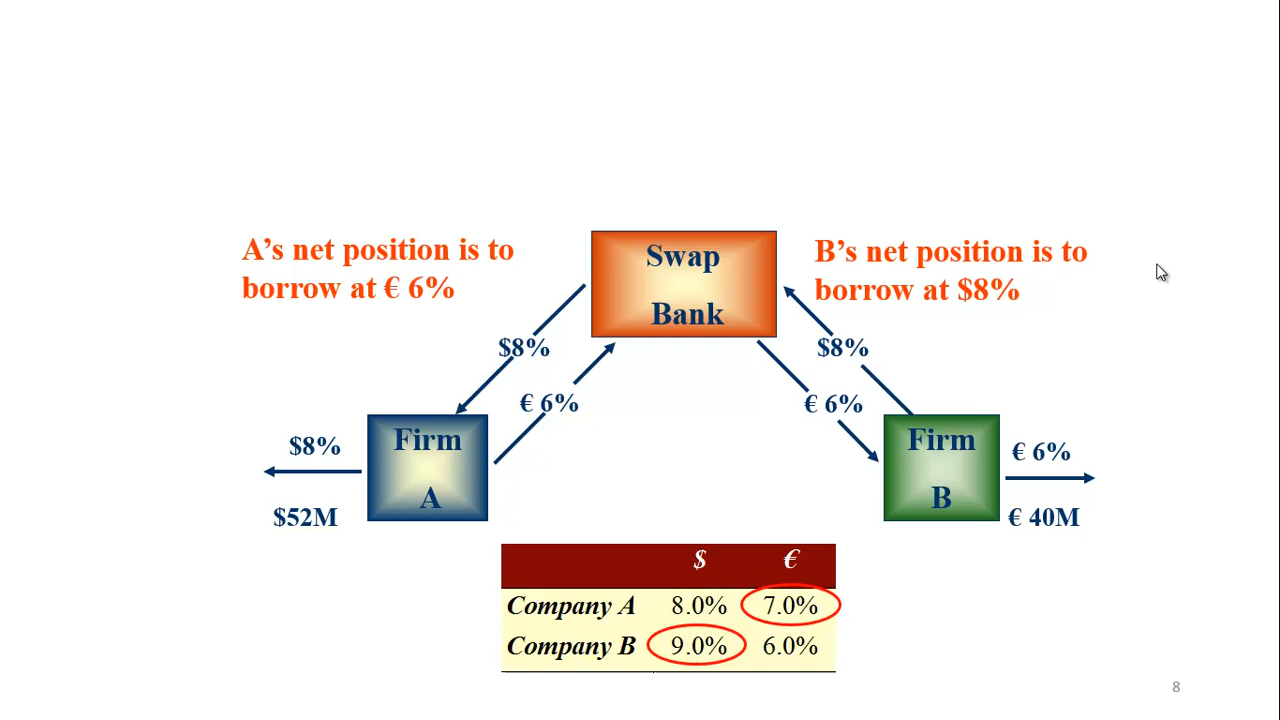 A’s net position is to
borrow at € 6%
Swap
Bank
B’s net position is to
borrow at $8%
$8%
€ 6%
$8%
€ 6%
$8%
$52M
Firm
A
Firm
B
€ 6%
€ 40M
$ €
Company A 8.0% 7.0%
Company B 9.0% 6.0%
8